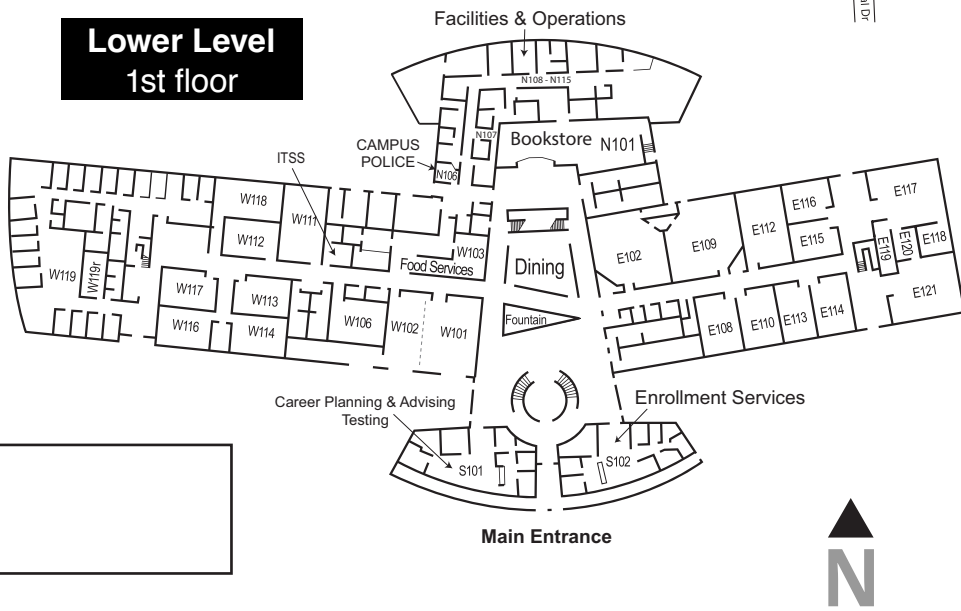 Lower Level
1st floor
Facilities & Operations
al Dr
N108 - N115
N107
Bookstore
N101
CAMPUS
POLICE
N106
ITSS
W118
W111
W112
W103
Food Services
Dining
W119
W119r
W117
W113
W116
W114
W106
W102
W101
Fountain
E102
E109
E112
E116
E115
E117
E119
E120
E118
E121
E108
E110
E113
E114
Career Planning & Advising
Testing
S101
Enrollment Services
S102
Main Entrance
N